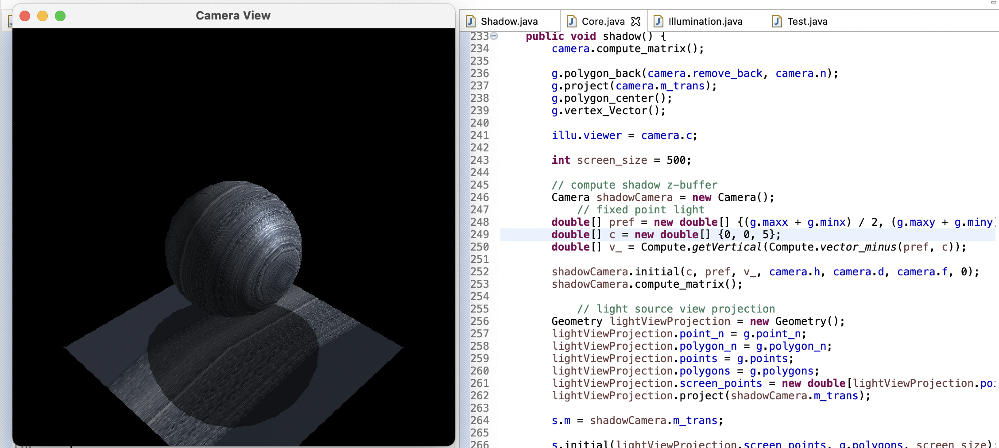 Camera View
Shadow.java
Core.java
Illumination.java
Test.java
233 public void shadow() {
234 camera.compute_matrix();
235
236 g.polygon_back(camera.remove_back, camera.n);
237 g.project(camera.m_trans);
238 g.polygon_center();
239 g.vertex_Vector();
240
241 illu.viewer = camera.c;
242
243 int screen_size = 500;
244
245 // compute shadow z-buffer
246 Camera shadowCamera = new Camera();
247 // fixed point light
248 double[] pref = new double[] {(g.maxx + g.minx) / 2, (g.maxy + g.miny)
249 double[] c = new double[] {0, 0, 5};
250 double[] v_ = Compute.getVertical(Compute.vector_minus(pref, c));
251
252 shadowCamera.initial(c, pref, v_, camera.h, camera.d, camera.f, 0);
253 shadowCamera.compute_matrix();
254
255 // light source view projection
256 Geometry lightViewProjection = new Geometry();
257 lightViewProjection.point_n = g.point_n;
258 lightViewProjection.polygon_n = g.polygon_n;
259 lightViewProjection.points = g.points;
260 lightViewProjection.polygons = g.polygons;
261 lightViewProjection.screen_points = new double[lightViewProjection.poi
262 lightViewProjection.project(shadowCamera.m_trans);
263
264 s.m = shadowCamera.m_trans;
265
266 s.initial(lightViewProjection.screen_points, g.polygons, screen_size);